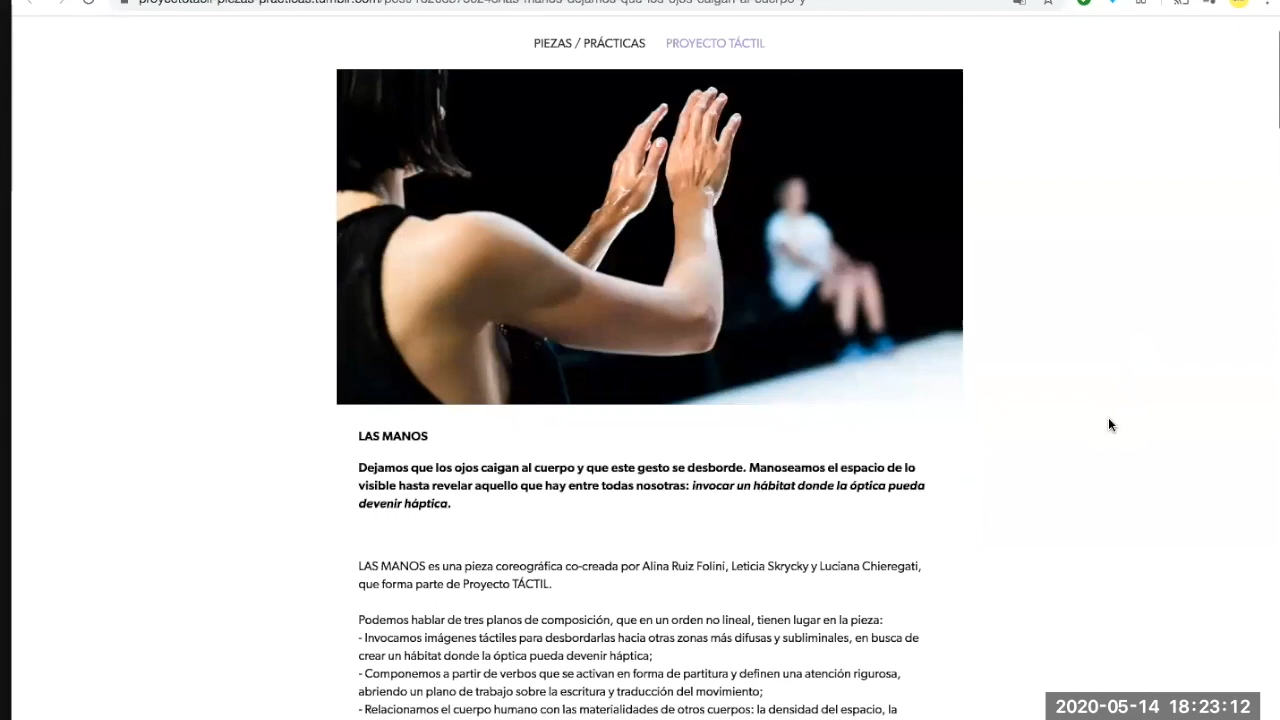 PIEZAS / PRÁCTICAS PROYECTO TÁCTIL
LAS MANOS
Dejamos que los ojos caigan al cuerpo y que este gesto se desborde. Manoseamos el espacio de lo
visible hasta revelar aquello que hay entre todas nosotras: invocar un hábitat donde la óptica pueda
devenir háptica.
LAS MANOS es una pieza coreográfica co-creada por Alina Ruiz Folini, Leticia Skrycky y Luciana Chieregati,
que forma parte de Proyecto TÁCTIL.
Podemos hablar de tres planos de composición, que en un orden no lineal, tienen lugar en la pieza:
- Invocamos imágenes táctiles para desbordarlas hacia otras zonas más difusas y subliminales, en busca de
crear un hábitat donde la óptica pueda devenir háptica;
- Componemos a partir de verbos que se activan en forma de partitura y definen una atención rigurosa,
abriendo un plano de trabajo sobre la escritura y traducción del movimiento;
- Relacionamos el cuerpo humano con las materialidades de otros cuerpos: la densidad del espacio, la
2020-05-14 18:23:12